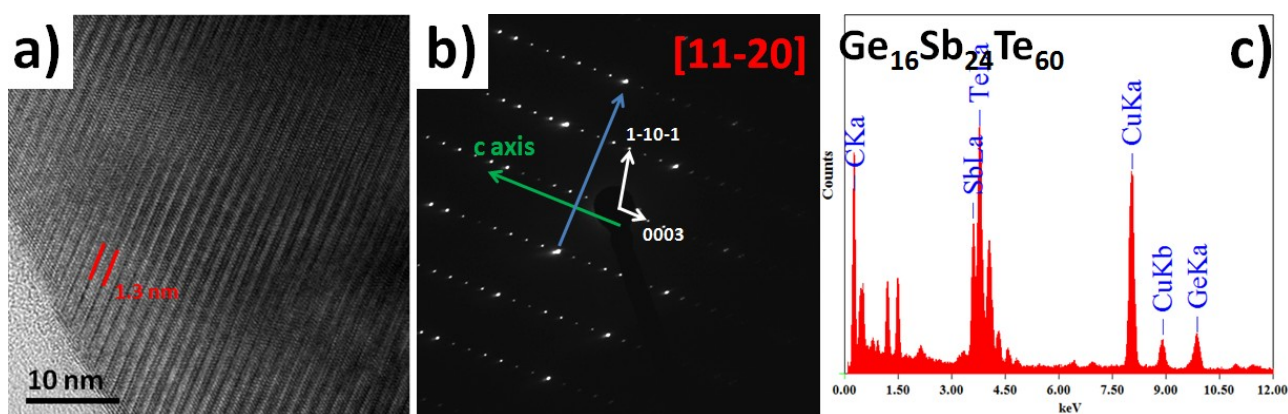 a)
1.3 nm
10 nm
b)
[11-20]
c axis
1-10-1
0003
c)
Ge₁₆Sb₂₄Te₆₀
CKa
SbLa
TeLa
CuKa
CuKb
GeKa
Counts
0.00 1.50 3.00 4.50 6.00 7.50 9.00 10.50 12.00
keV